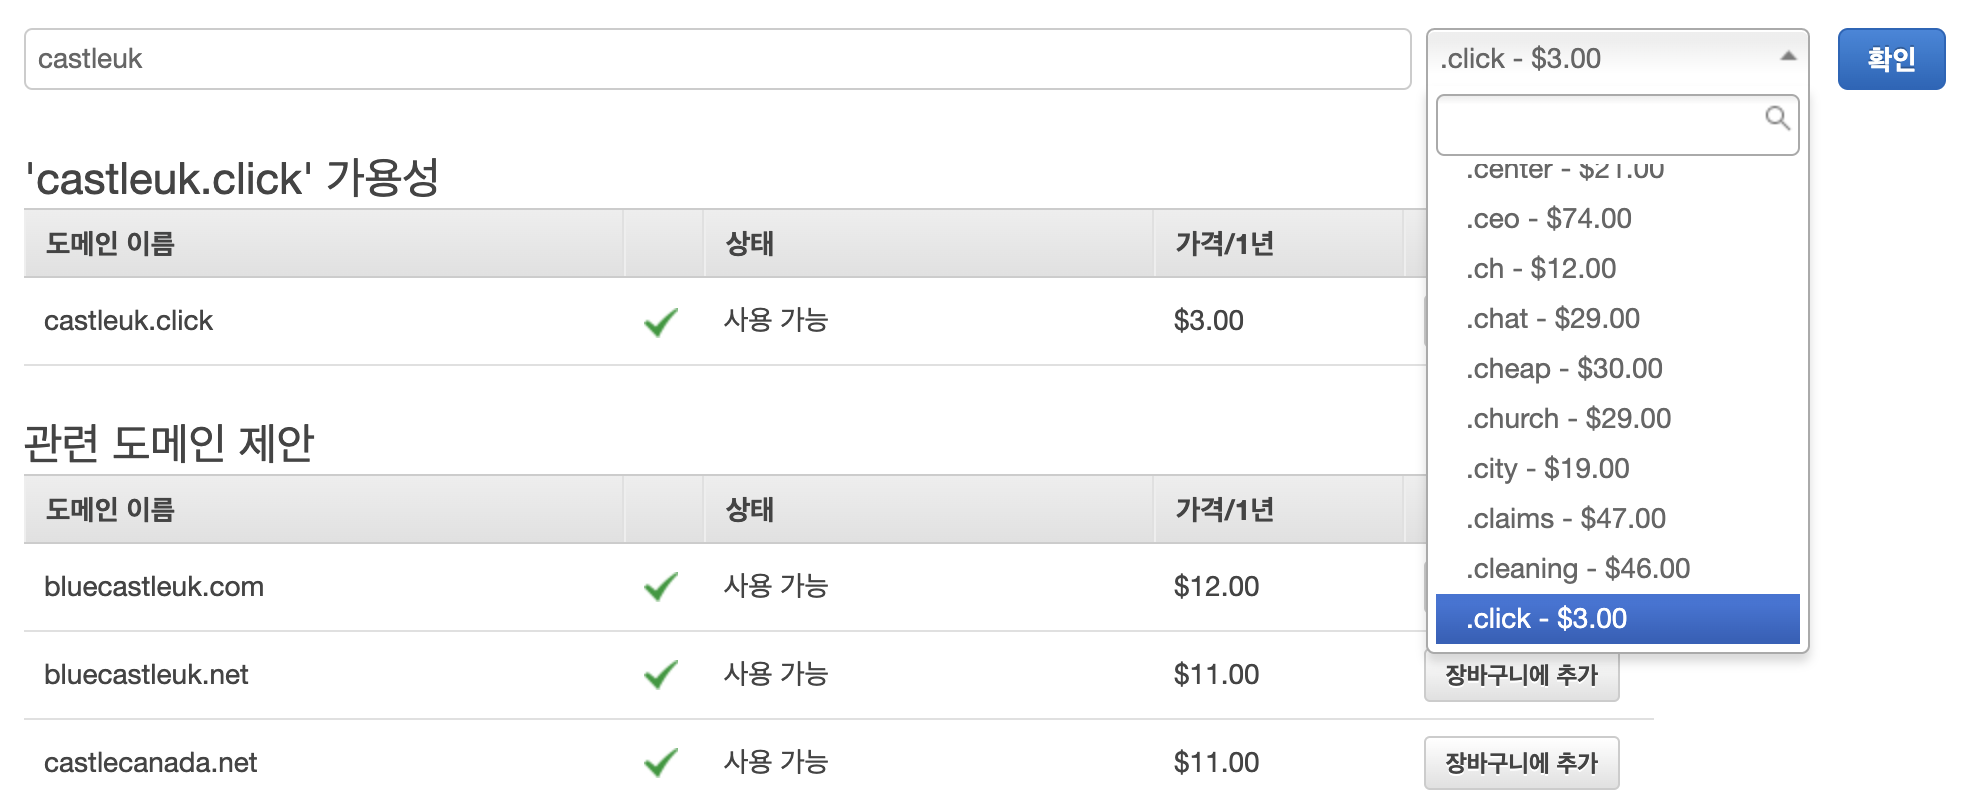 castleuk
.click - $3.00
확인
.center - $21.00
.ceo - $74.00
.ch - $12.00
.chat - $29.00
.cheap - $30.00
.church - $29.00
.city - $19.00
.claims - $47.00
.cleaning - $46.00
.click - $3.00
'castleuk.click' 가용성
도메인 이름 상태 가격/1년
castleuk.click 사용 가능 $3.00
관련 도메인 제안
도메인 이름 상태 가격/1년
bluecastleuk.com 사용 가능 $12.00
bluecastleuk.net 사용 가능 $11.00 장바구니에 추가
castlecanada.net 사용 가능 $11.00 장바구니에 추가